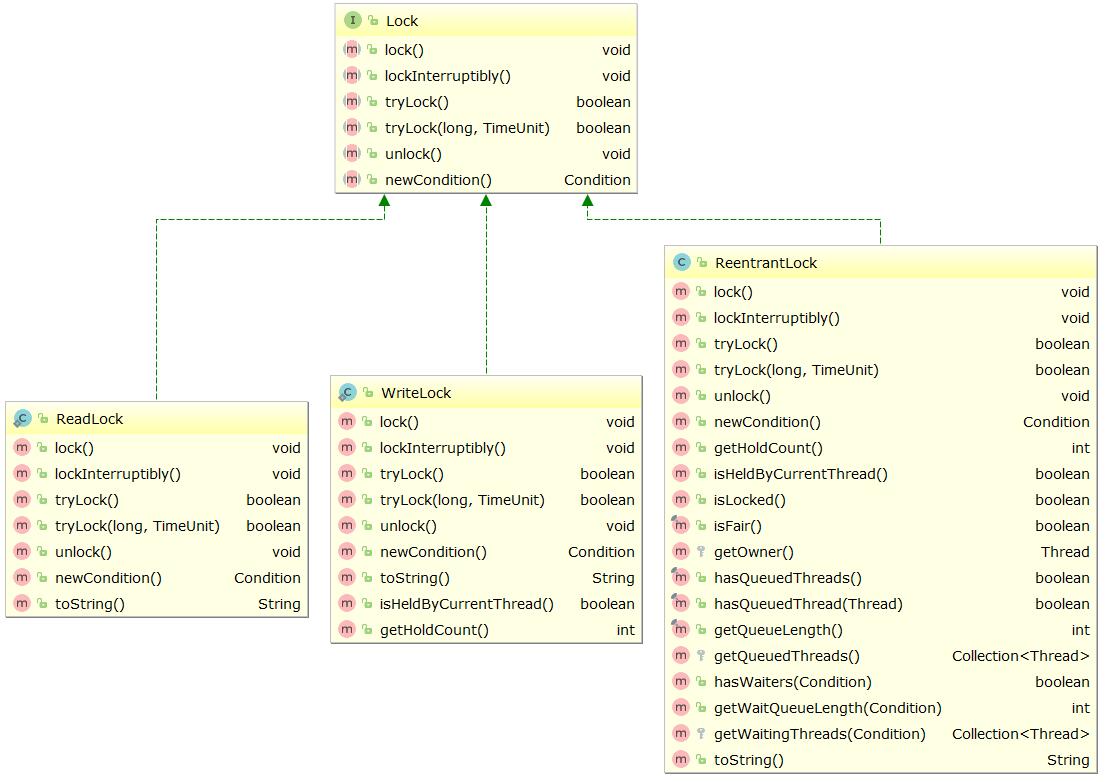 I Lock
m lock() void
m lockInterruptibly() void
m tryLock() boolean
m tryLock(long, TimeUnit) boolean
m unlock() void
m newCondition() Condition
C ReadLock
m lock() void
m lockInterruptibly() void
m tryLock() boolean
m tryLock(long, TimeUnit) boolean
m unlock() void
m newCondition() Condition
m toString() String
C WriteLock
m lock() void
m lockInterruptibly() void
m tryLock() boolean
m tryLock(long, TimeUnit) boolean
m unlock() void
m newCondition() Condition
m toString() String
m isHeldByCurrentThread() boolean
m getHoldCount() int
C ReentrantLock
m lock() void
m lockInterruptibly() void
m tryLock() boolean
m tryLock(long, TimeUnit) boolean
m unlock() void
m newCondition() Condition
m getHoldCount() int
m isHeldByCurrentThread() boolean
m isLocked() boolean
m isFair() boolean
m getOwner() Thread
m hasQueuedThreads() boolean
m hasQueuedThread(Thread) boolean
m getQueueLength() int
m getQueuedThreads() Collection<Thread>
m hasWaiters(Condition) boolean
m getWaitQueueLength(Condition) int
m getWaitingThreads(Condition) Collection<Thread>
m toString() String